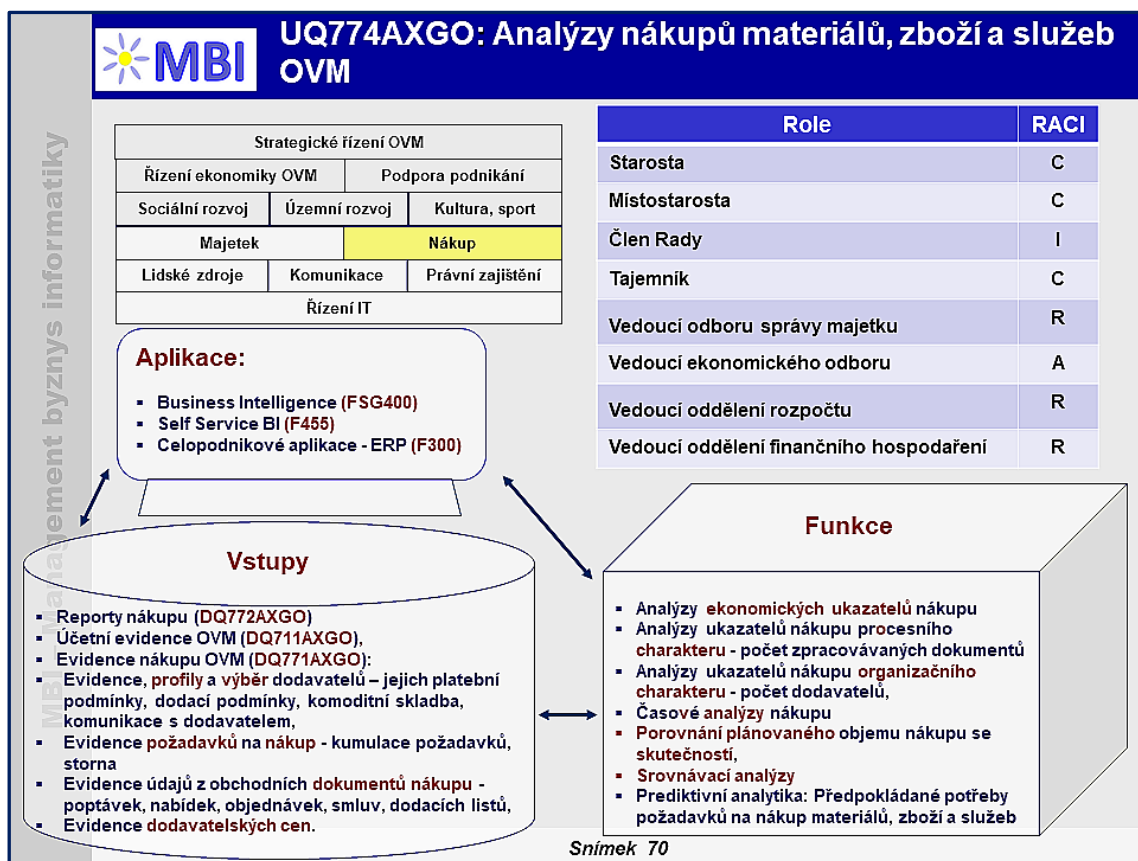 MBI
UQ774AXGO: Analýzy nákupů materiálů, zboží a služeb
OVM
MBI – Management byznys informatiky
Strategické řízení OVM
Řízení ekonomiky OVM Podpora podnikání
Sociální rozvoj Územní rozvoj Kultura, sport
Majetek Nákup
Lidské zdroje Komunikace Právní zajištění
Řízení IT
Role RACI
Starosta C
Místostarosta C
Člen Rady I
Tajemník C
Vedoucí odboru správy majetku R
Vedoucí ekonomického odboru A
Vedoucí oddělení rozpočtu R
Vedoucí oddělení finančního hospodaření R
Aplikace:
▪ Business Intelligence (FSG400)
▪ Self Service BI (F455)
▪ Celopodnikové aplikace - ERP (F300)
Vstupy
▪ Reporty nákupu (DQ772AXGO)
▪ Účetní evidence OVM (DQ711AXGO),
▪ Evidence nákupu OVM (DQ771AXGO):
▪ Evidence, profily a výběr dodavatelů – jejich platební
podmínky, dodací podmínky, komoditní skladba,
komunikace s dodavatelem,
▪ Evidence požadavků na nákup - kumulace požadavků,
storna
▪ Evidence údajů z obchodních dokumentů nákupu -
poptávek, nabídek, objednávek, smluv, dodacích listů,
▪ Evidence dodavatelských cen.
Funkce
▪ Analýzy ekonomických ukazatelů nákupu
▪ Analýzy ukazatelů nákupu procesního
charakteru - počet zpracovávaných dokumentů
▪ Analýzy ukazatelů nákupu organizačního
charakteru - počet dodavatelů,
▪ Časové analýzy nákupu
▪ Porovnání plánovaného objemu nákupu se
skutečností,
▪ Srovnávací analýzy
▪ Prediktivní analytika: Předpokládané potřeby
požadavků na nákup materiálů, zboží a služeb
Snímek 70